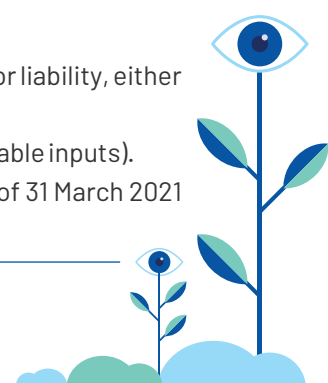 or liability, either
able inputs).
of 31 March 2021